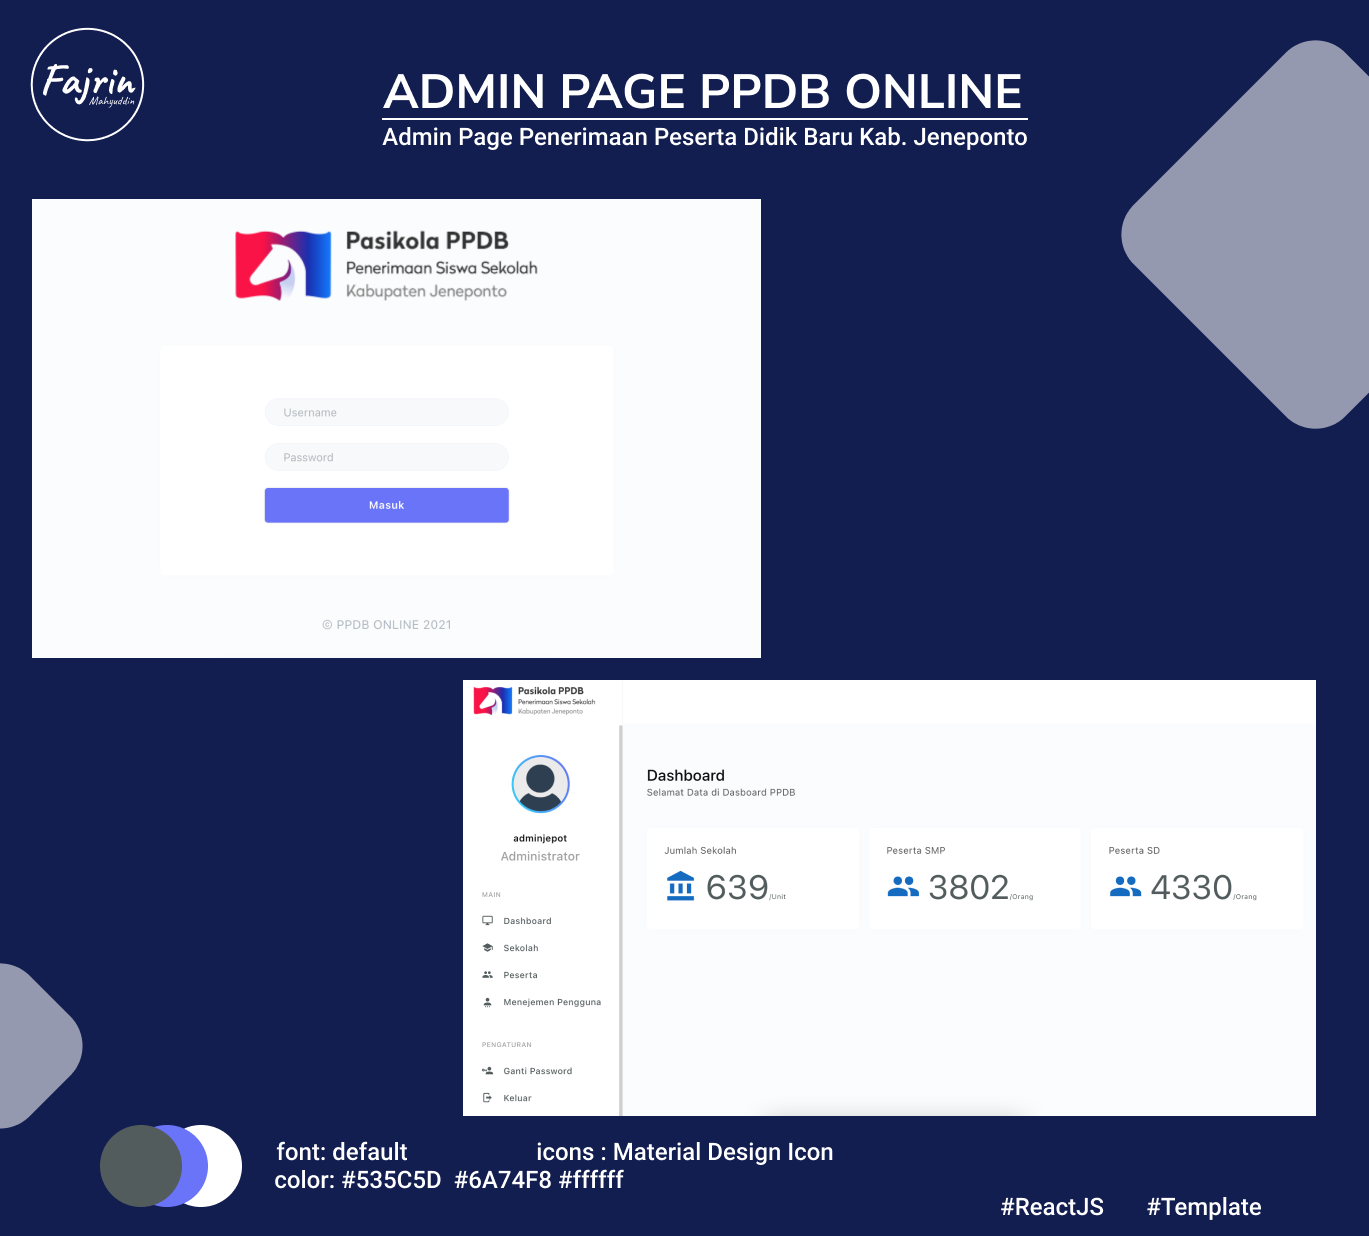 Fajrin
Mahyuddin
ADMIN PAGE PPDB ONLINE
Admin Page Penerimaan Peserta Didik Baru Kab. Jeneponto
Pasikola PPDB
Penerimaan Siswa Sekolah
Kabupaten Jeneponto
Username
Password
Masuk
© PPDB ONLINE 2021
Pasikola PPDB
Penerimaan Siswa Sekolah
Kabupaten Jeneponto
adminjepot
Administrator
MAIN
Dashboard
Sekolah
Peserta
Menejemen Pengguna
PENGATURAN
Ganti Password
Keluar
Dashboard
Selamat Data di Dasboard PPDB
Jumlah Sekolah
639/Unit
Peserta SMP
3802/Orang
Peserta SD
4330/Orang
font: default
icons : Material Design Icon
color: #535C5D #6A74F8 #ffffff
#ReactJS #Template